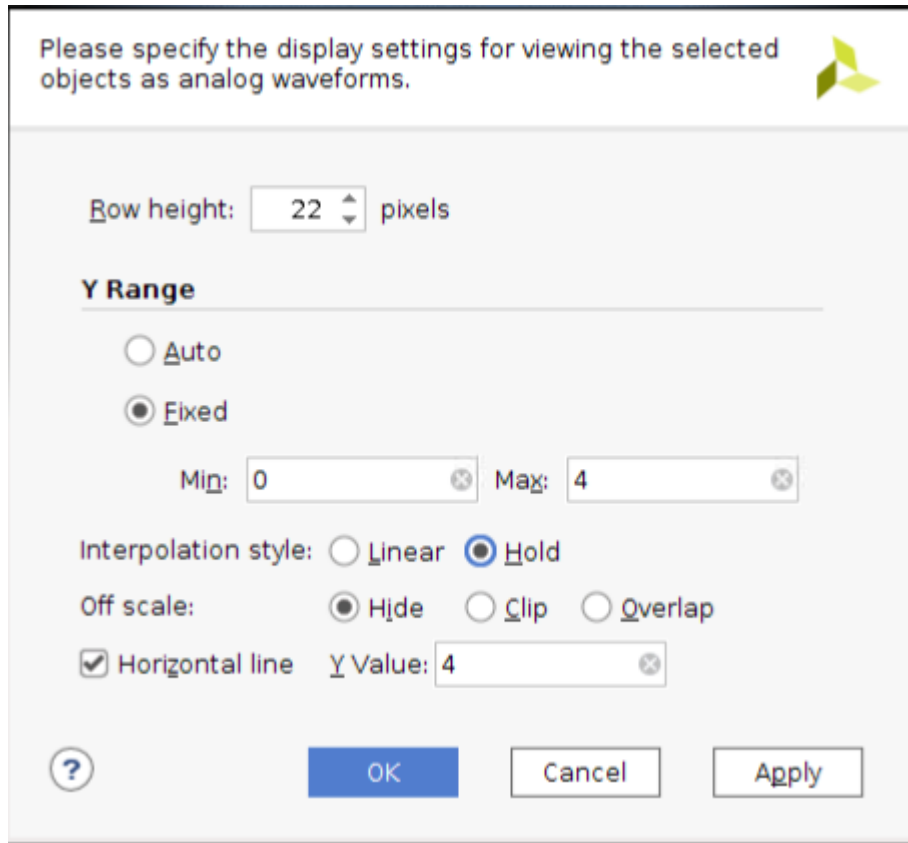 Please specify the display settings for viewing the selected
objects as analog waveforms.
Row height: 22 pixels
Y Range
Auto
Fixed
Min: 0 Max: 4
Interpolation style: Linear Hold
Off scale: Hide Clip Overlap
Horizontal line Y Value: 4
? OK Cancel Apply